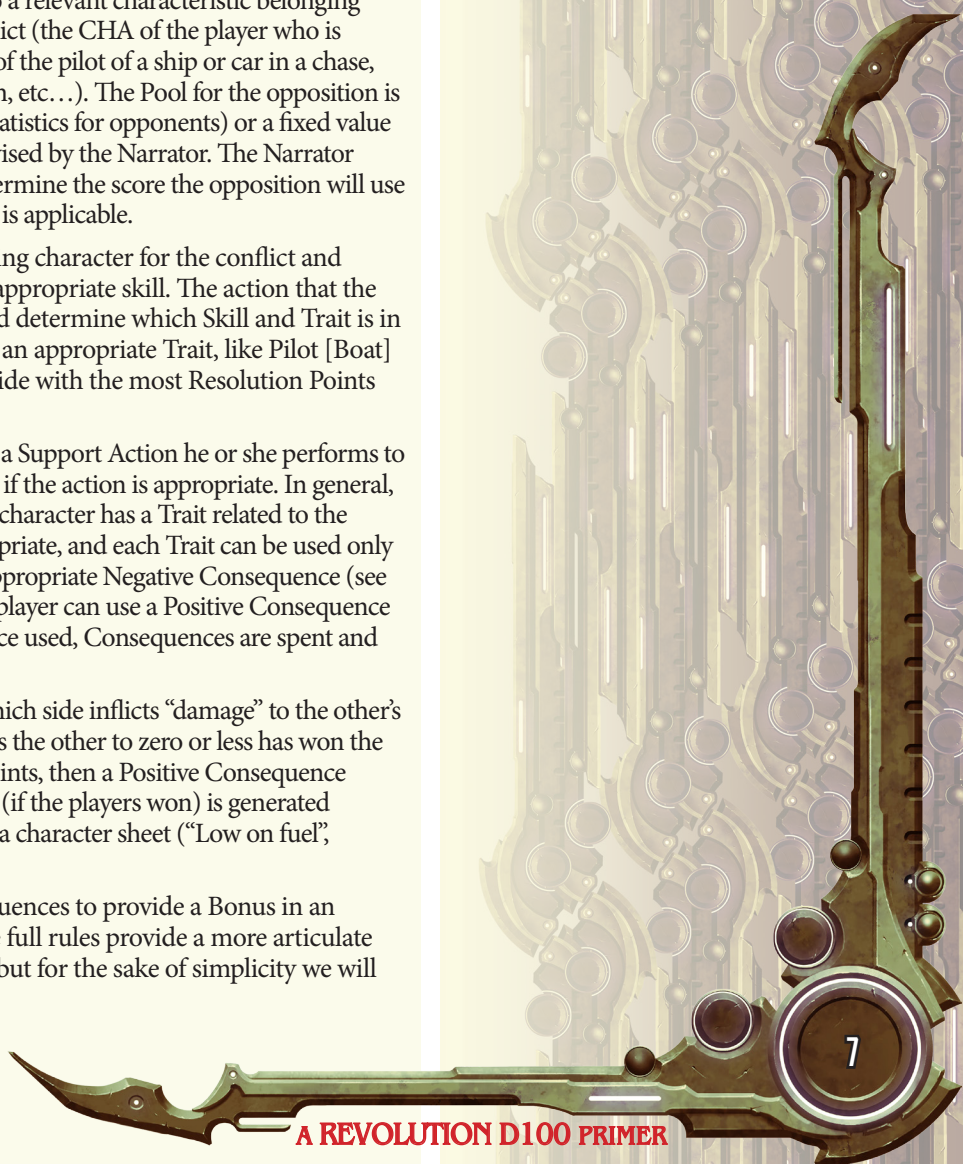 a relevant characteristic belonging
ict (the CHA of the player who is
of the pilot of a ship or car in a chase,
n, etc…). The Pool for the opposition is
atistics for opponents) or a fixed value
vised by the Narrator. The Narrator
ermine the score the opposition will use
is applicable.
ing character for the conflict and
appropriate skill. The action that the
d determine which Skill and Trait is in
an appropriate Trait, like Pilot [Boat]
ide with the most Resolution Points
a Support Action he or she performs to
if the action is appropriate. In general,
character has a Trait related to the
priate, and each Trait can be used only
ppropriate Negative Consequence (see
player can use a Positive Consequence
ce used, Consequences are spent and
hich side inflicts “damage” to the other’s
s the other to zero or less has won the
ints, then a Positive Consequence
(if the players won) is generated
a character sheet (“Low on fuel”,
uences to provide a Bonus in an
e full rules provide a more articulate
but for the sake of simplicity we will
7
A REVOLUTION D100 PRIMER